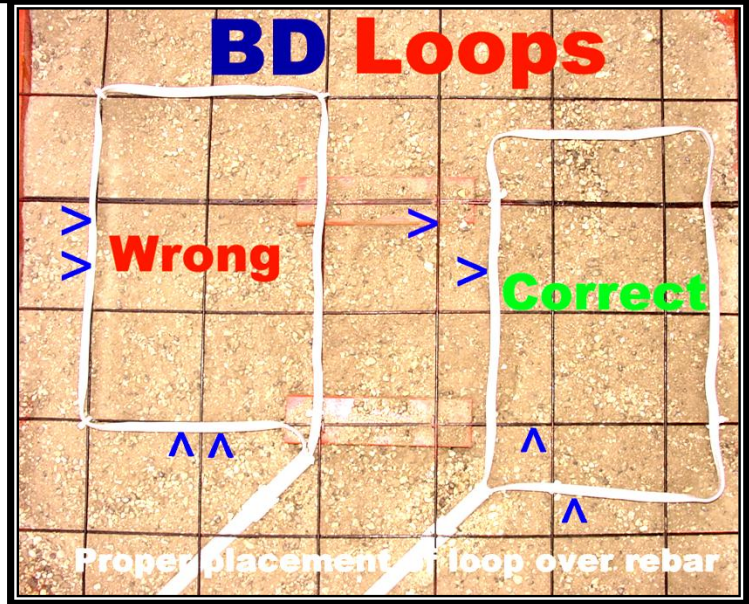 BD Loops
> Wrong > >
> Correct
^ ^ ^ ^
Proper placement of loop over rebar